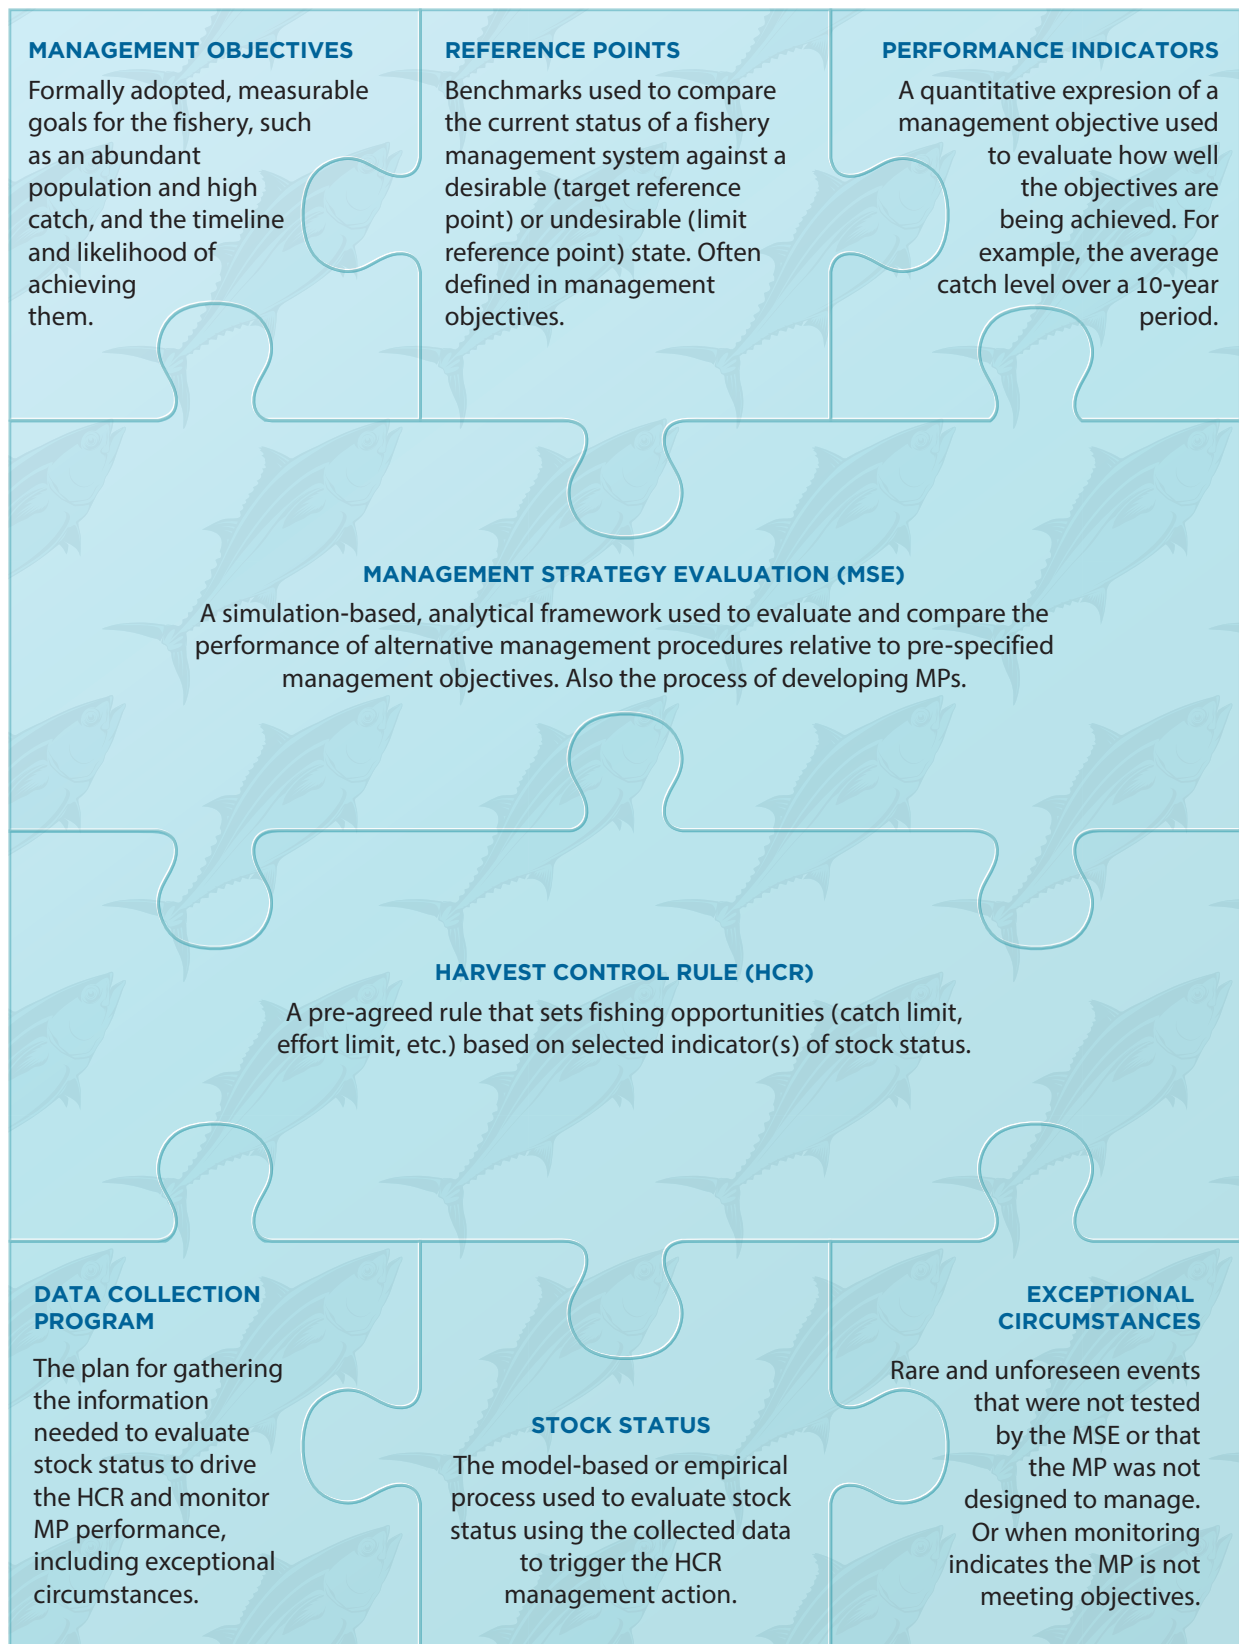 MANAGEMENT OBJECTIVES
Formally adopted, measurable
goals for the fishery, such
as an abundant
population and high
catch, and the timeline
and likelihood of
achieving
them.
REFERENCE POINTS
Benchmarks used to compare
the current status of a fishery
management system against a
desirable (target reference
point) or undesirable (limit
reference point) state. Often
defined in management
objectives.
PERFORMANCE INDICATORS
A quantitative expresion of a
management objective used
to evaluate how well
the objectives are
being achieved. For
example, the average
catch level over a 10-year
period.
MANAGEMENT STRATEGY EVALUATION (MSE)
A simulation-based, analytical framework used to evaluate and compare the
performance of alternative management procedures relative to pre-specified
management objectives. Also the process of developing MPs.
HARVEST CONTROL RULE (HCR)
A pre-agreed rule that sets fishing opportunities (catch limit,
effort limit, etc.) based on selected indicator(s) of stock status.
DATA COLLECTION
PROGRAM
The plan for gathering
the information
needed to evaluate
stock status to drive
the HCR and monitor
MP performance,
including exceptional
circumstances.
STOCK STATUS
The model-based or empirical
process used to evaluate stock
status using the collected data
to trigger the HCR
management action.
EXCEPTIONAL
CIRCUMSTANCES
Rare and unforeseen events
that were not tested
by the MSE or that
the MP was not
designed to manage.
Or when monitoring
indicates the MP is not
meeting objectives.